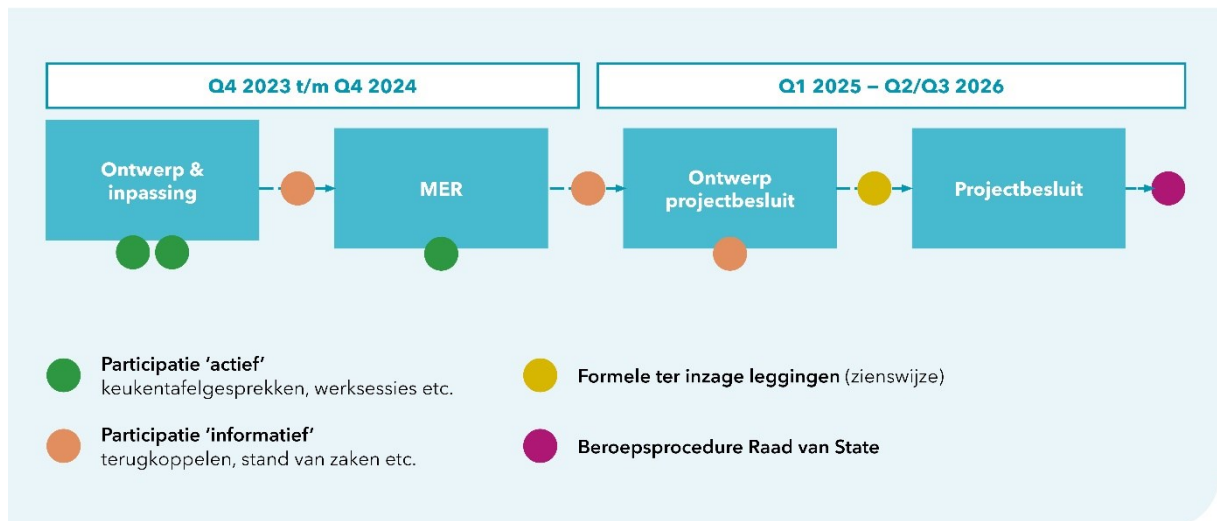 Q4 2023 t/m Q4 2024
Q1 2025 – Q2/Q3 2026
Ontwerp &
inpassing
MER
Ontwerp
projectbesluit
Projectbesluit
Participatie ‘actief’
keukentafelgesprekken, werksessies etc.
Participatie ‘informatief’
terugkoppelen, stand van zaken etc.
Formele ter inzage leggingen (zienswijze)
Beroepsprocedure Raad van State